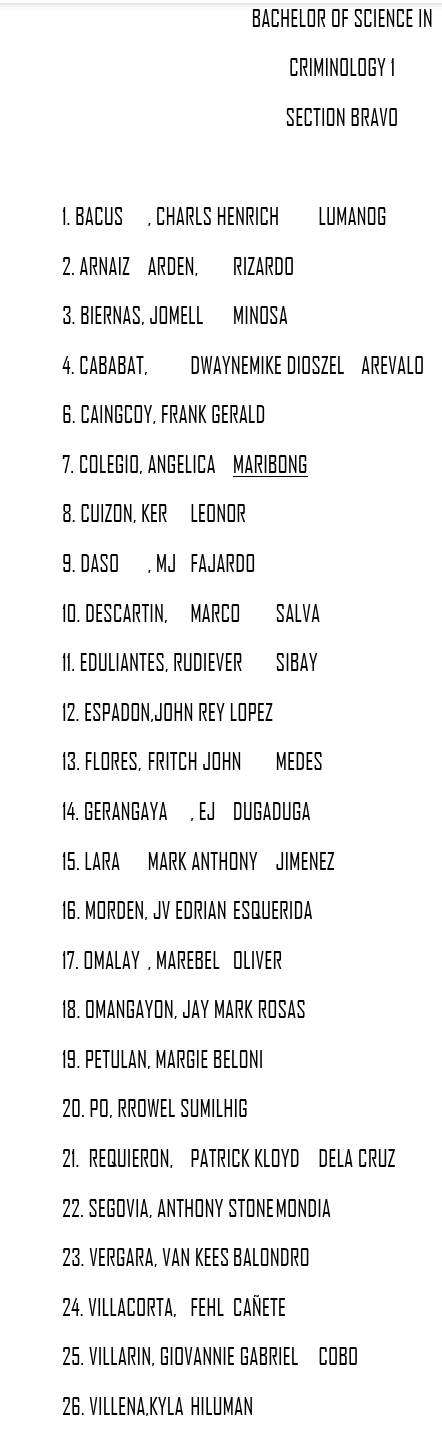 BACHELOR OF SCIENCE IN
CRIMINOLOGY 1
SECTION BRAVO
1. BACUS , CHARLS HENRICH LUMANOG
2. ARNAIZ ARDEN, RIZARDO
3. BIERNAS, JOMELL MINOSA
4. CABABAT, DWAYNEMIKE DIOSZEL AREVALO
6. CAINGCOY, FRANK GERALD
7. COLEGIO, ANGELICA MARIBONG
8. CUIZON, KER LEONOR
9. DASO , MJ FAJARDO
10. DESCARTIN, MARCO SALVA
11. EDULIANTES, RUDIEVER SIBAY
12. ESPADON,JOHN REY LOPEZ
13. FLORES, FRITCH JOHN MEDES
14. GERANGAYA , EJ DUGADUGA
15. LARA MARK ANTHONY JIMENEZ
16. MORDEN, JV EDRIAN ESQUERIDA
17. OMALAY , MAREBEL OLIVER
18. OMANGAYON, JAY MARK ROSAS
19. PETULAN, MARGIE BELONI
20. PO, RROWEL SUMILHIG
21. REQUIERON, PATRICK KLOYD DELA CRUZ
22. SEGOVIA, ANTHONY STONE MONDIA
23. VERGARA, VAN KEES BALONDRO
24. VILLACORTA, FEHL CAÑETE
25. VILLARIN, GIOVANNIE GABRIEL COBO
26. VILLENA,KYLA HILUMAN